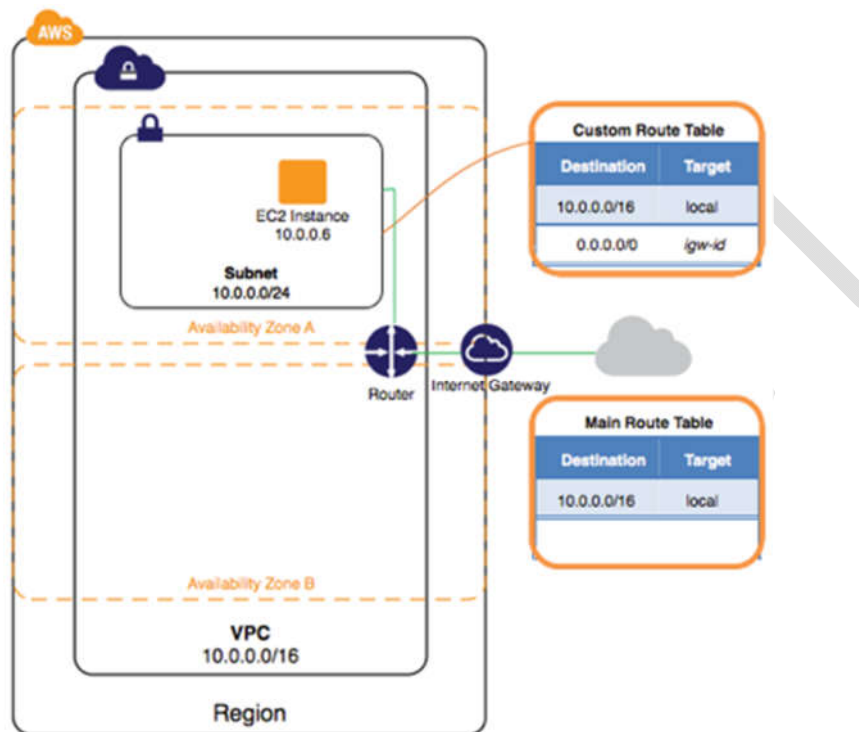 AWS
EC2 Instance
10.0.0.6
Subnet
10.0.0.0/24
Availability Zone A
Router
Internet Gateway
Availability Zone B
VPC
10.0.0.0/16
Region
Custom Route Table
Destination Target
10.0.0.0/16 local
0.0.0.0/0 igw-id
Main Route Table
Destination Target
10.0.0.0/16 local